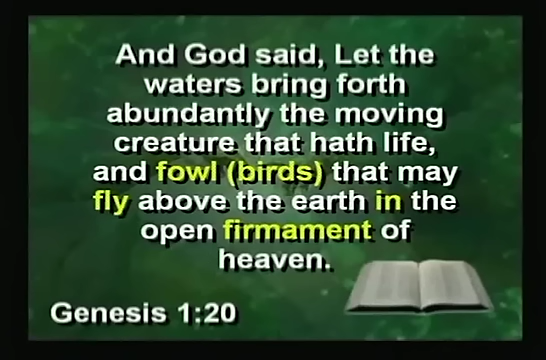 And God said, Let the
waters bring forth
abundantly the moving
creature that hath life,
and fowl (birds) that may
fly above the earth in the
open firmament of
heaven.
Genesis 1:20